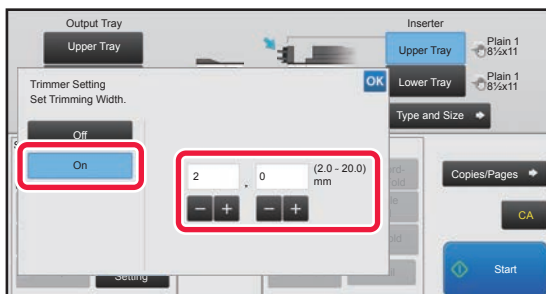 Output Tray
Inserter
Upper Tray
Upper Tray
Plain 1
8½x11
Trimmer Setting
Set Trimming Width.
OK
Lower Tray
Plain 1
8½x11
Type and Size
Off
On
2 . 0
(2.0 - 20.0)
mm
Copies/Pages
CA
Setting
Start